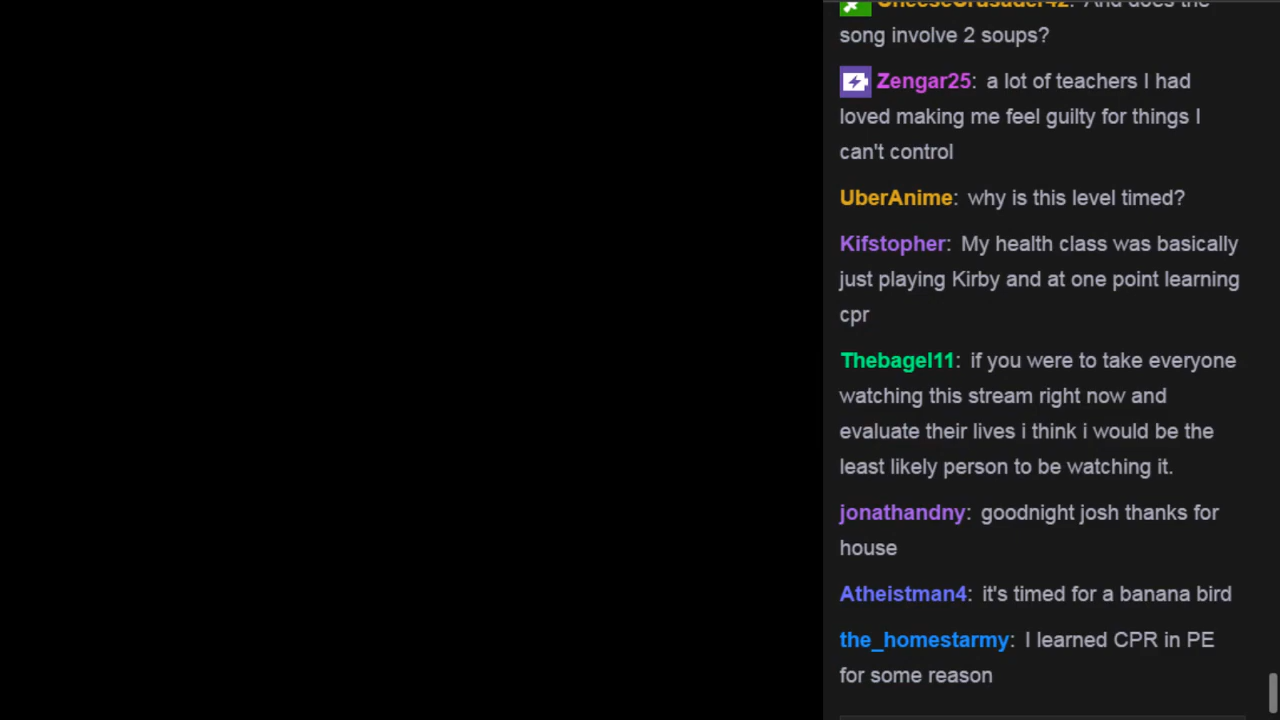 CheeseCrusader42: And does the
song involve 2 soups?
Zengar25: a lot of teachers I had
loved making me feel guilty for things I
can't control
UberAnime: why is this level timed?
Kifstopher: My health class was basically
just playing Kirby and at one point learning
cpr
Thebagel11: if you were to take everyone
watching this stream right now and
evaluate their lives i think i would be the
least likely person to be watching it.
jonathandny: goodnight josh thanks for
house
Atheistman4: it's timed for a banana bird
the_homestarmy: I learned CPR in PE
for some reason